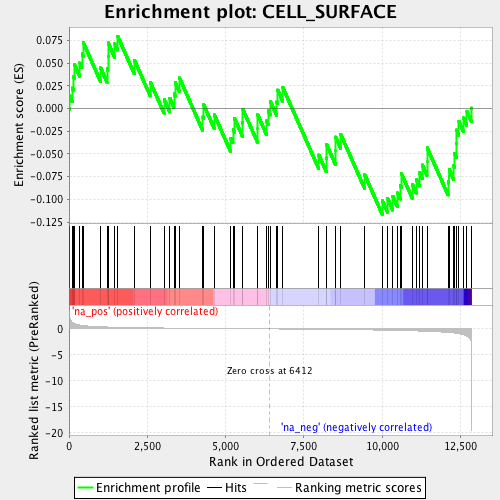 Enrichment plot: CELL_SURFACE
Enrichment score (ES)
0.075
0.050
0.025
0.000
-0.025
-0.050
-0.075
-0.100
-0.125
'na_pos' (positively correlated)
Ranked list metric (PreRanked)
0
-5
-10
-15
-20
Zero cross at 6412
'na_neg' (negatively correlated)
0 2,500 5,000 7,500 10,000 12,500
Rank in Ordered Dataset
Enrichment profile Hits Ranking metric scores